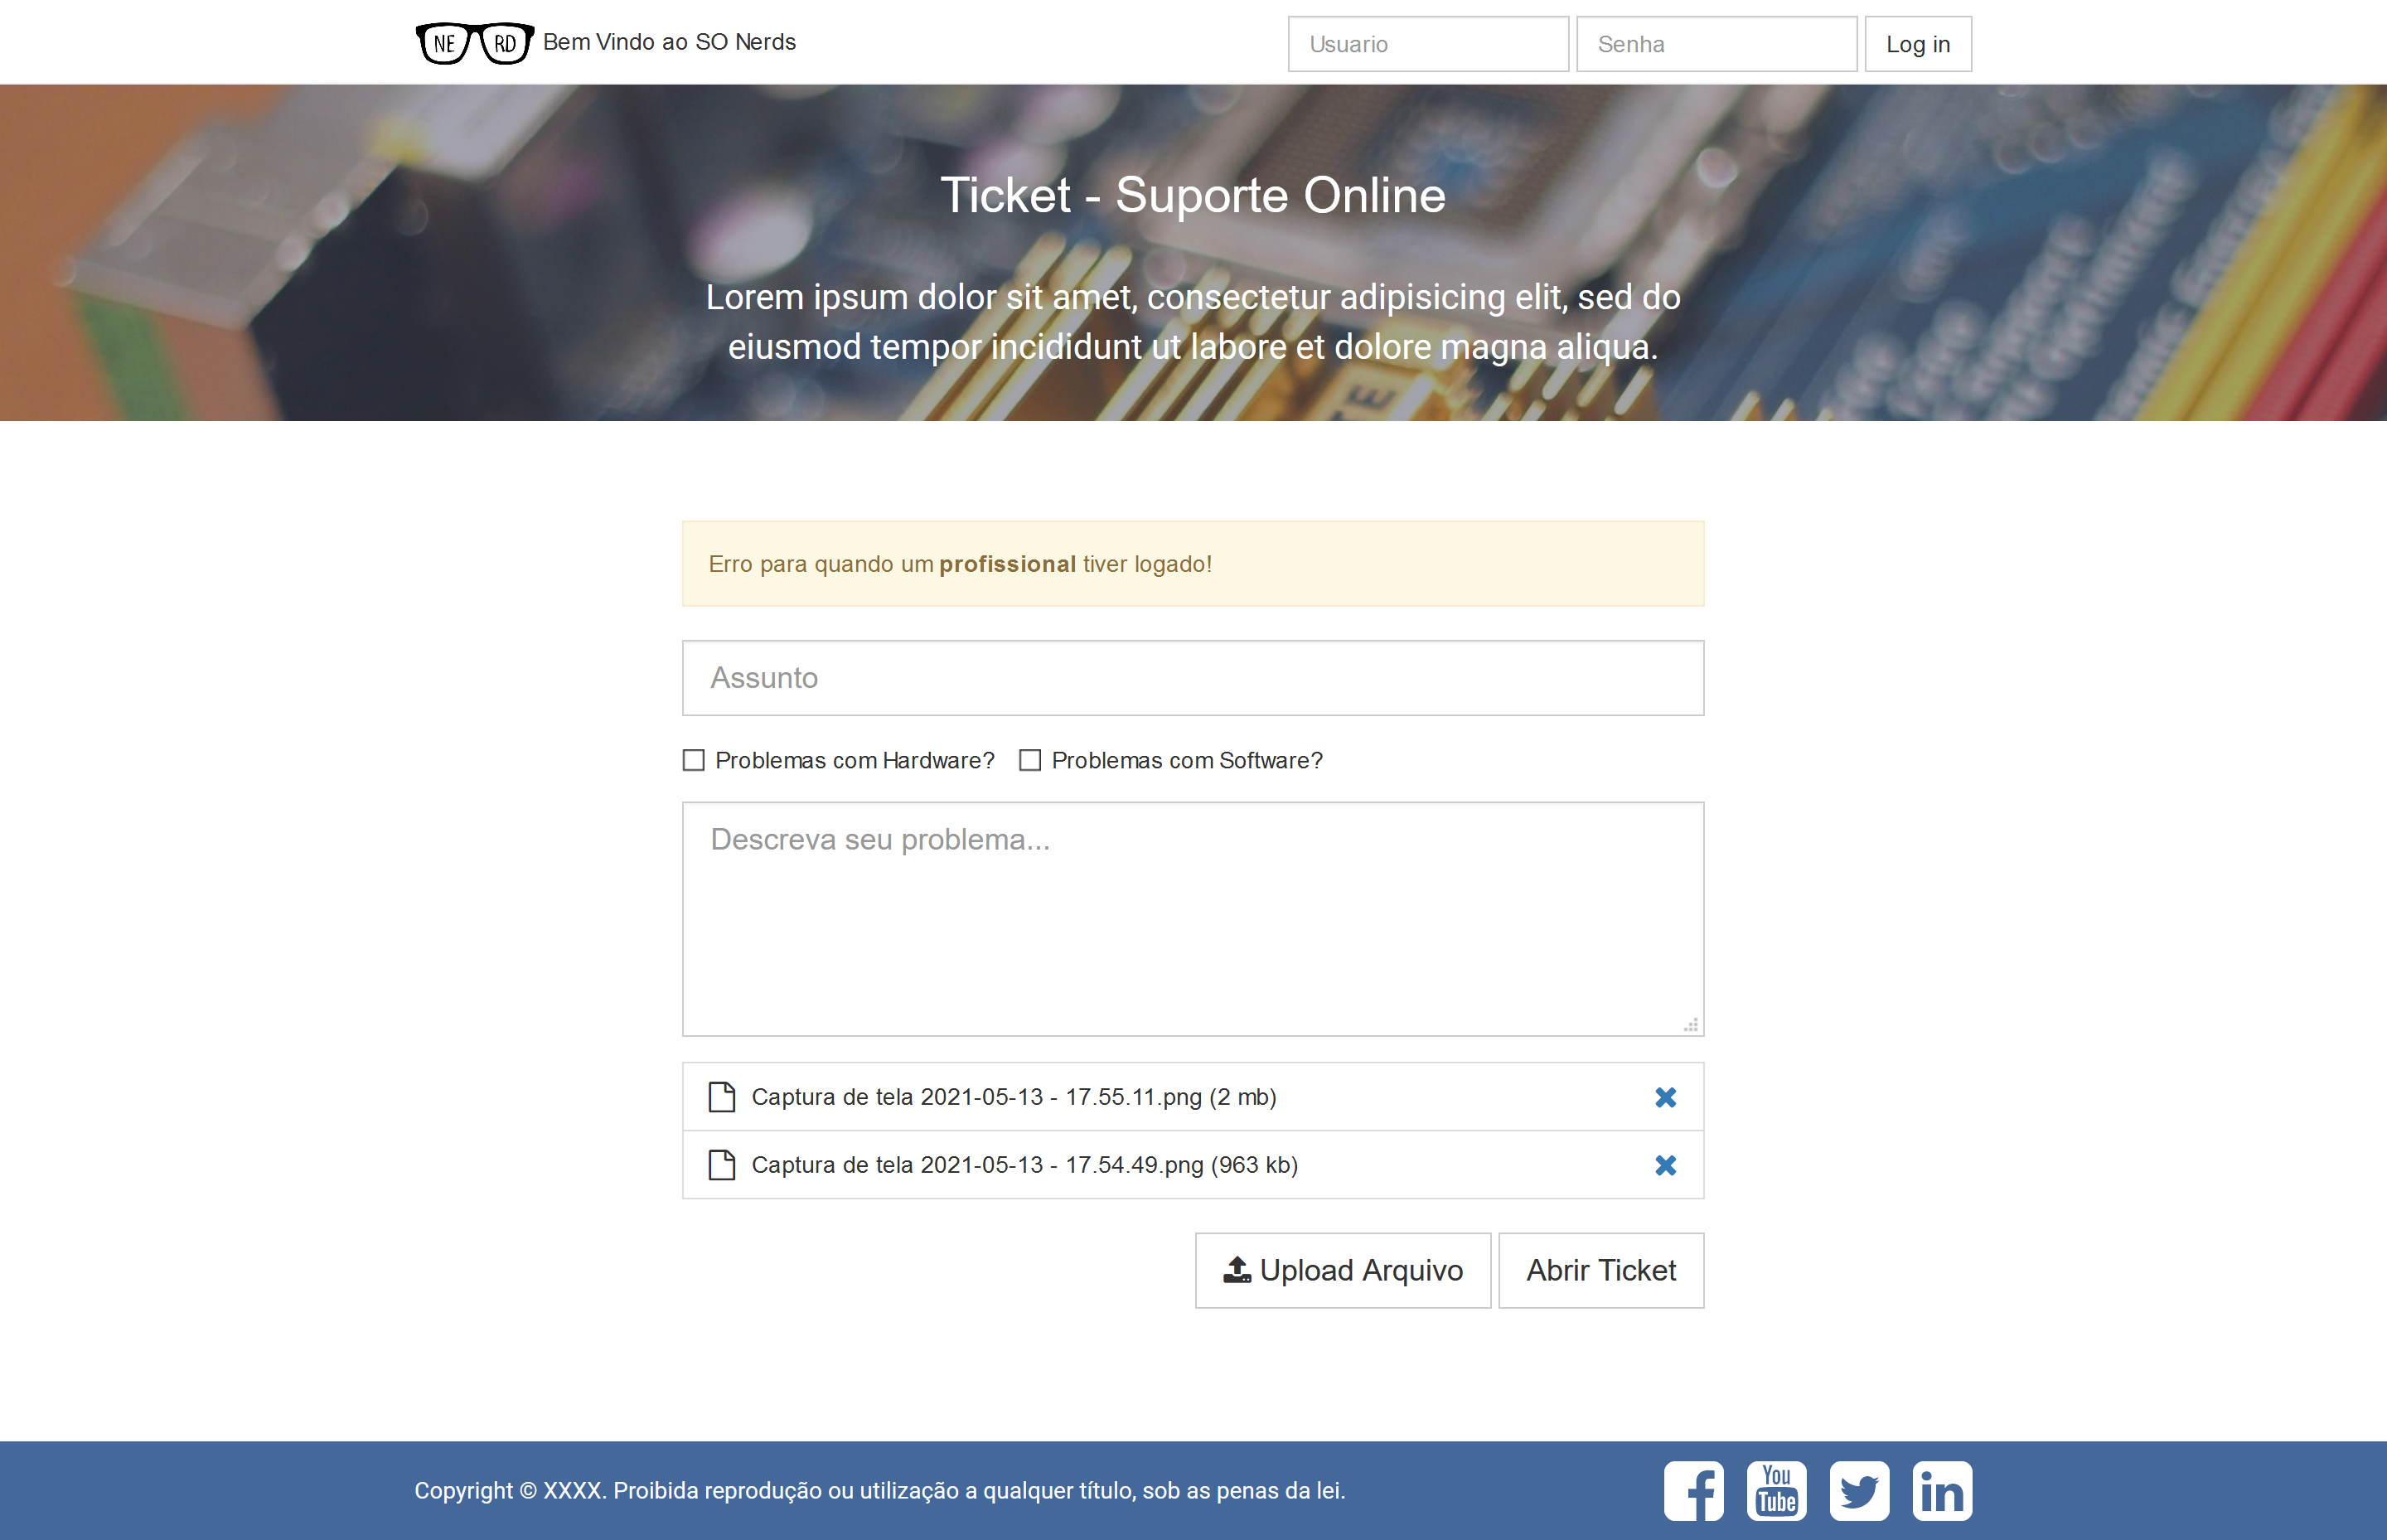 NE RD Bem Vindo ao SO Nerds
Usuario
Senha
Log in
Ticket - Suporte Online
Lorem ipsum dolor sit amet, consectetur adipisicing elit, sed do
eiusmod tempor incididunt ut labore et dolore magna aliqua.
Erro para quando um profissional tiver logado!
Assunto
Problemas com Hardware?
Problemas com Software?
Descreva seu problema...
Captura de tela 2021-05-13 - 17.55.11.png (2 mb)
Captura de tela 2021-05-13 - 17.54.49.png (963 kb)
Upload Arquivo
Abrir Ticket
Copyright © XXXX. Proibida reprodução ou utilização a qualquer título, sob as penas da lei.
You
Tube
in